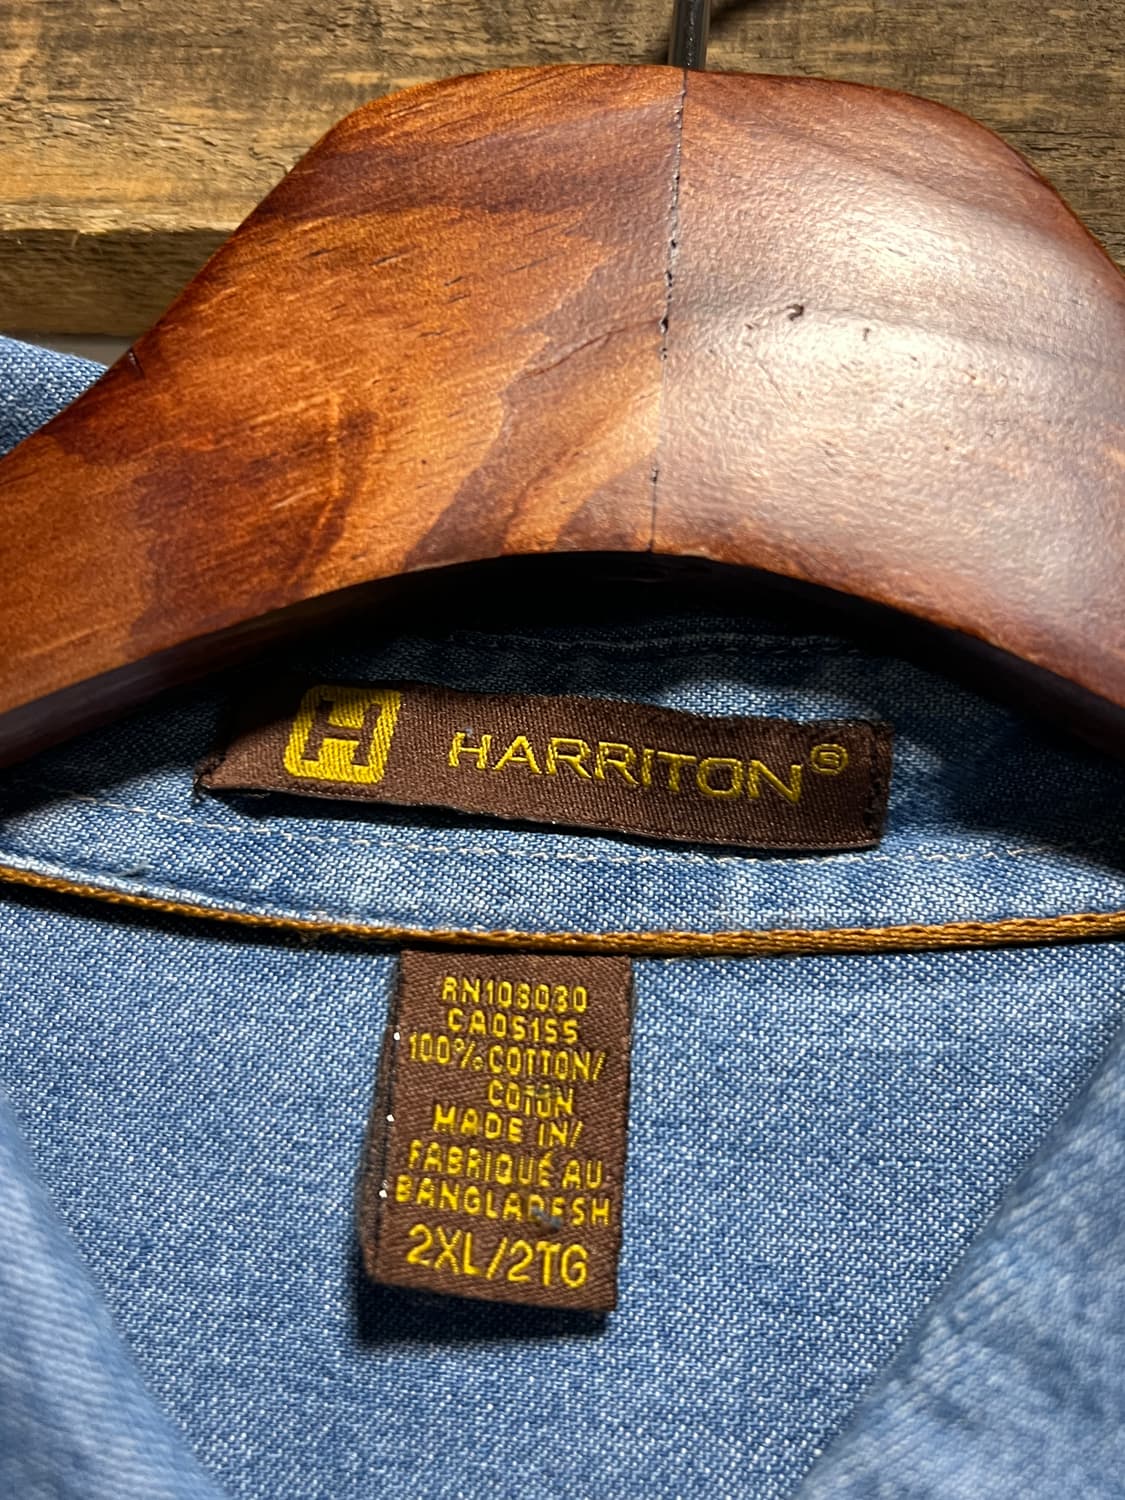 H HARRITON®
RN108030
CA05155
100% COTTON/
COTON
MADE IN/
FABRIQUÉ AU
BANGLADESH
2XL/2TG